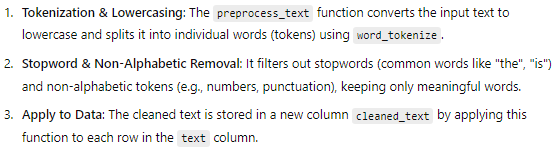 1. Tokenization & Lowercasing: The preprocess_text function converts the input text to
lowercase and splits it into individual words (tokens) using word_tokenize.
2. Stopword & Non-Alphabetic Removal: It filters out stopwords (common words like "the", "is")
and non-alphabetic tokens (e.g., numbers, punctuation), keeping only meaningful words.
3. Apply to Data: The cleaned text is stored in a new column cleaned_text by applying this
function to each row in the text column.